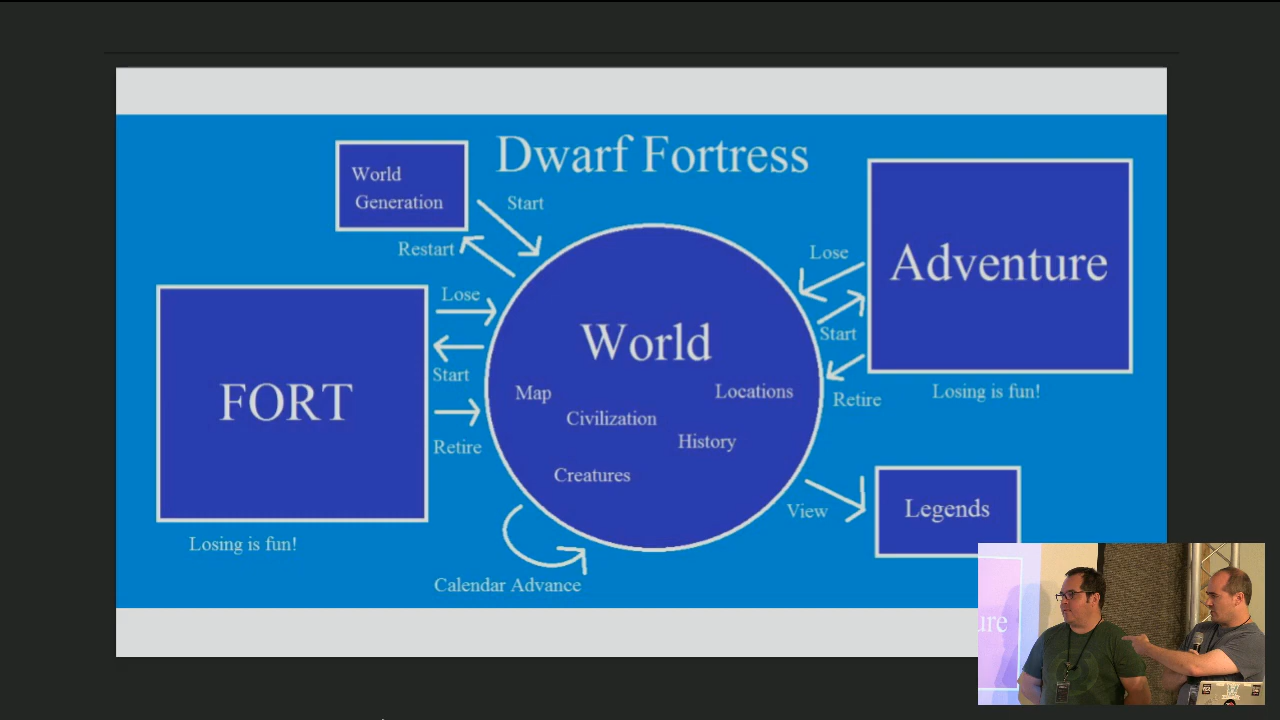 Dwarf Fortress
World
Generation
Start
Restart
Lose
Start
Retire
FORT
Losing is fun!
World
Map
Locations
Civilization
History
Creatures
Calendar Advance
Lose
Start
Retire
Adventure
Losing is fun!
View
Legends
ure